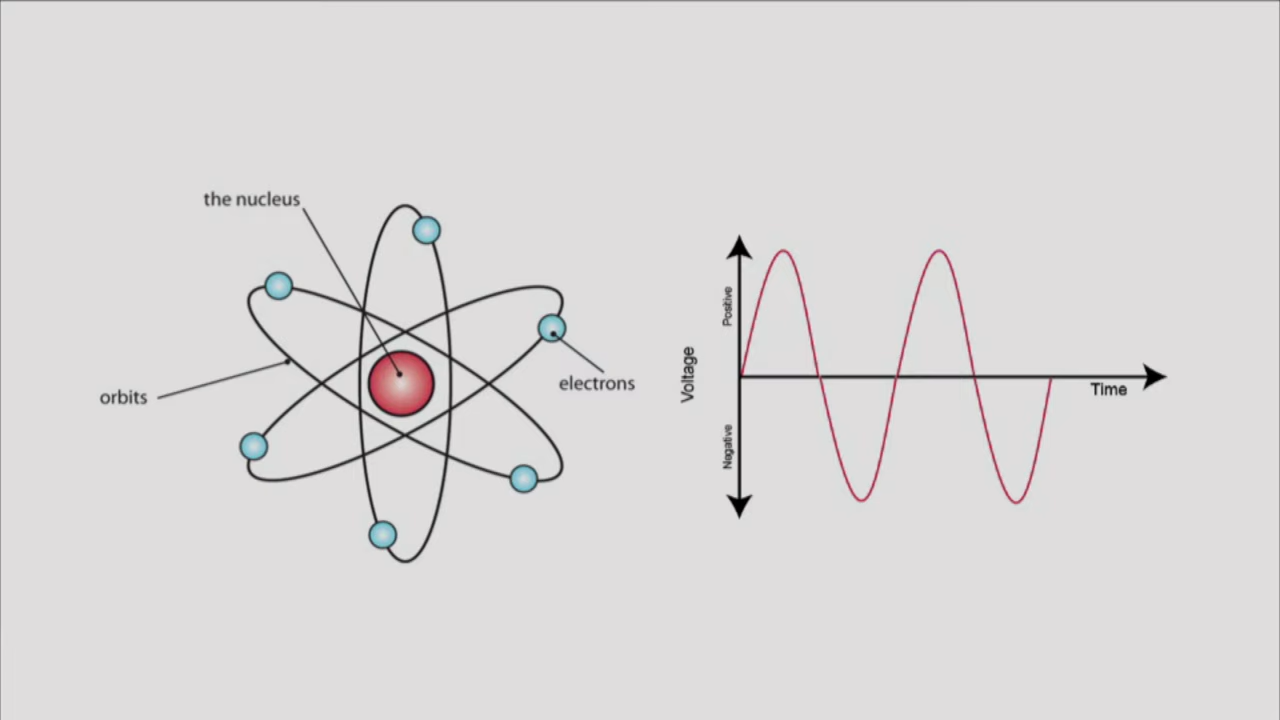 the nucleus
orbits
electrons
Voltage
Positive
Negative
Time